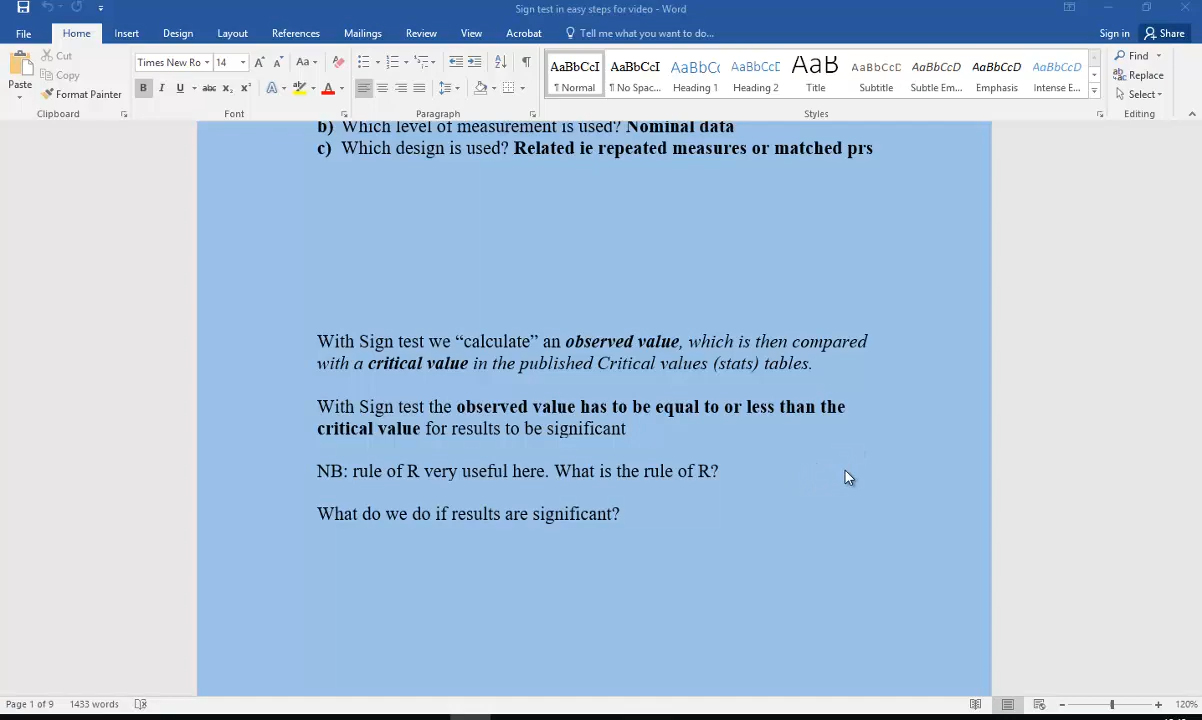 Sign test in easy steps for video - Word
File Home Insert Design Layout References Mailings Review View Acrobat Tell me what you want to do... Sign in Share
Paste Cut Copy Format Painter
Times New Ro 14 Aa
B I U abc x₂ x² A A
AaBbCcI AaBbCcI AaBbCc AaBbCcE AaB AaBbCcC AaBbCcD AaBbCcD AaBbCcD
¶ Normal ¶ No Spac... Heading 1 Heading 2 Title Subtitle Subtle Em... Emphasis Intense E...
Find Replace Select
Clipboard Font Paragraph Styles Editing
b) Which level of measurement is used? Nominal data
c) Which design is used? Related ie repeated measures or matched prs
With Sign test we “calculate” an observed value, which is then compared
with a critical value in the published Critical values (stats) tables.
With Sign test the observed value has to be equal to or less than the
critical value for results to be significant
NB: rule of R very useful here. What is the rule of R?
What do we do if results are significant?
Page 1 of 9 1433 words 120%